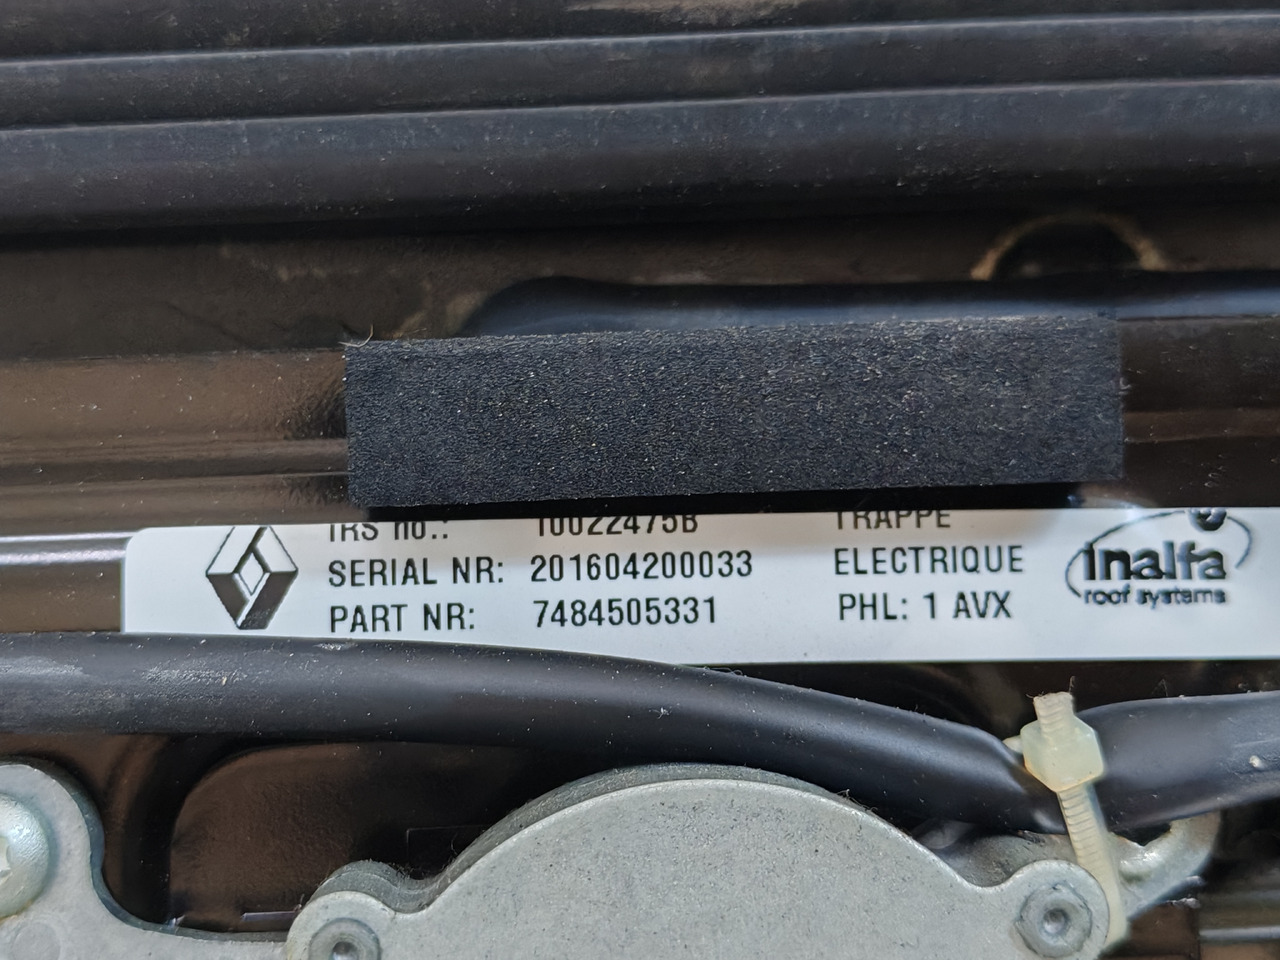 IRS no.: 10022475B
SERIAL NR: 201604200033
PART NR: 7484505331
TRAPPE
ELECTRIQUE
PHL: 1 AVX
inalfa
roof systems